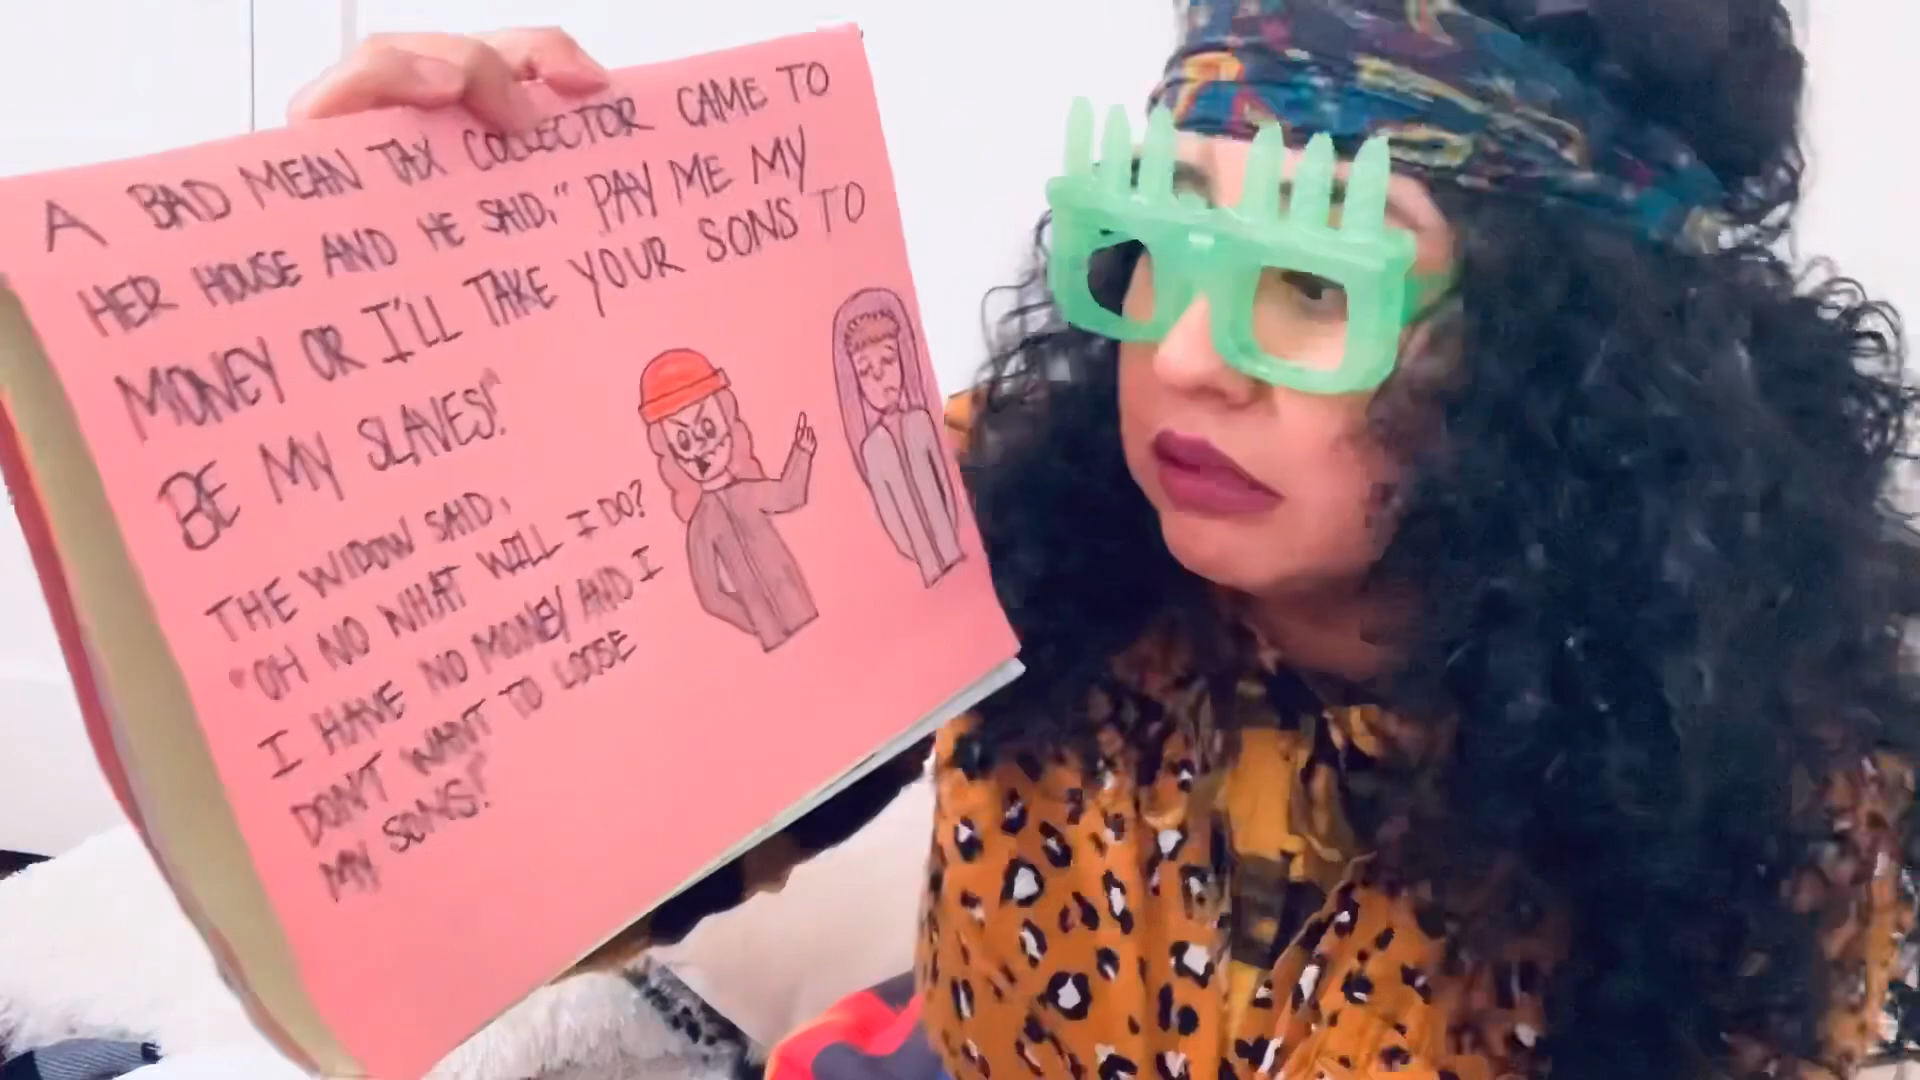 A BAD MEAN TAX COLLECTOR CAME TO
HER HOUSE AND HE SAID, "PAY ME MY
MONEY OR I'LL TAKE YOUR SONS TO
BE MY SLAVES!"
THE WIDOW SAID,
"OH NO WHAT WILL I DO?
I HAVE NO MONEY AND I
DON'T WANT TO LOOSE
MY SONS!"